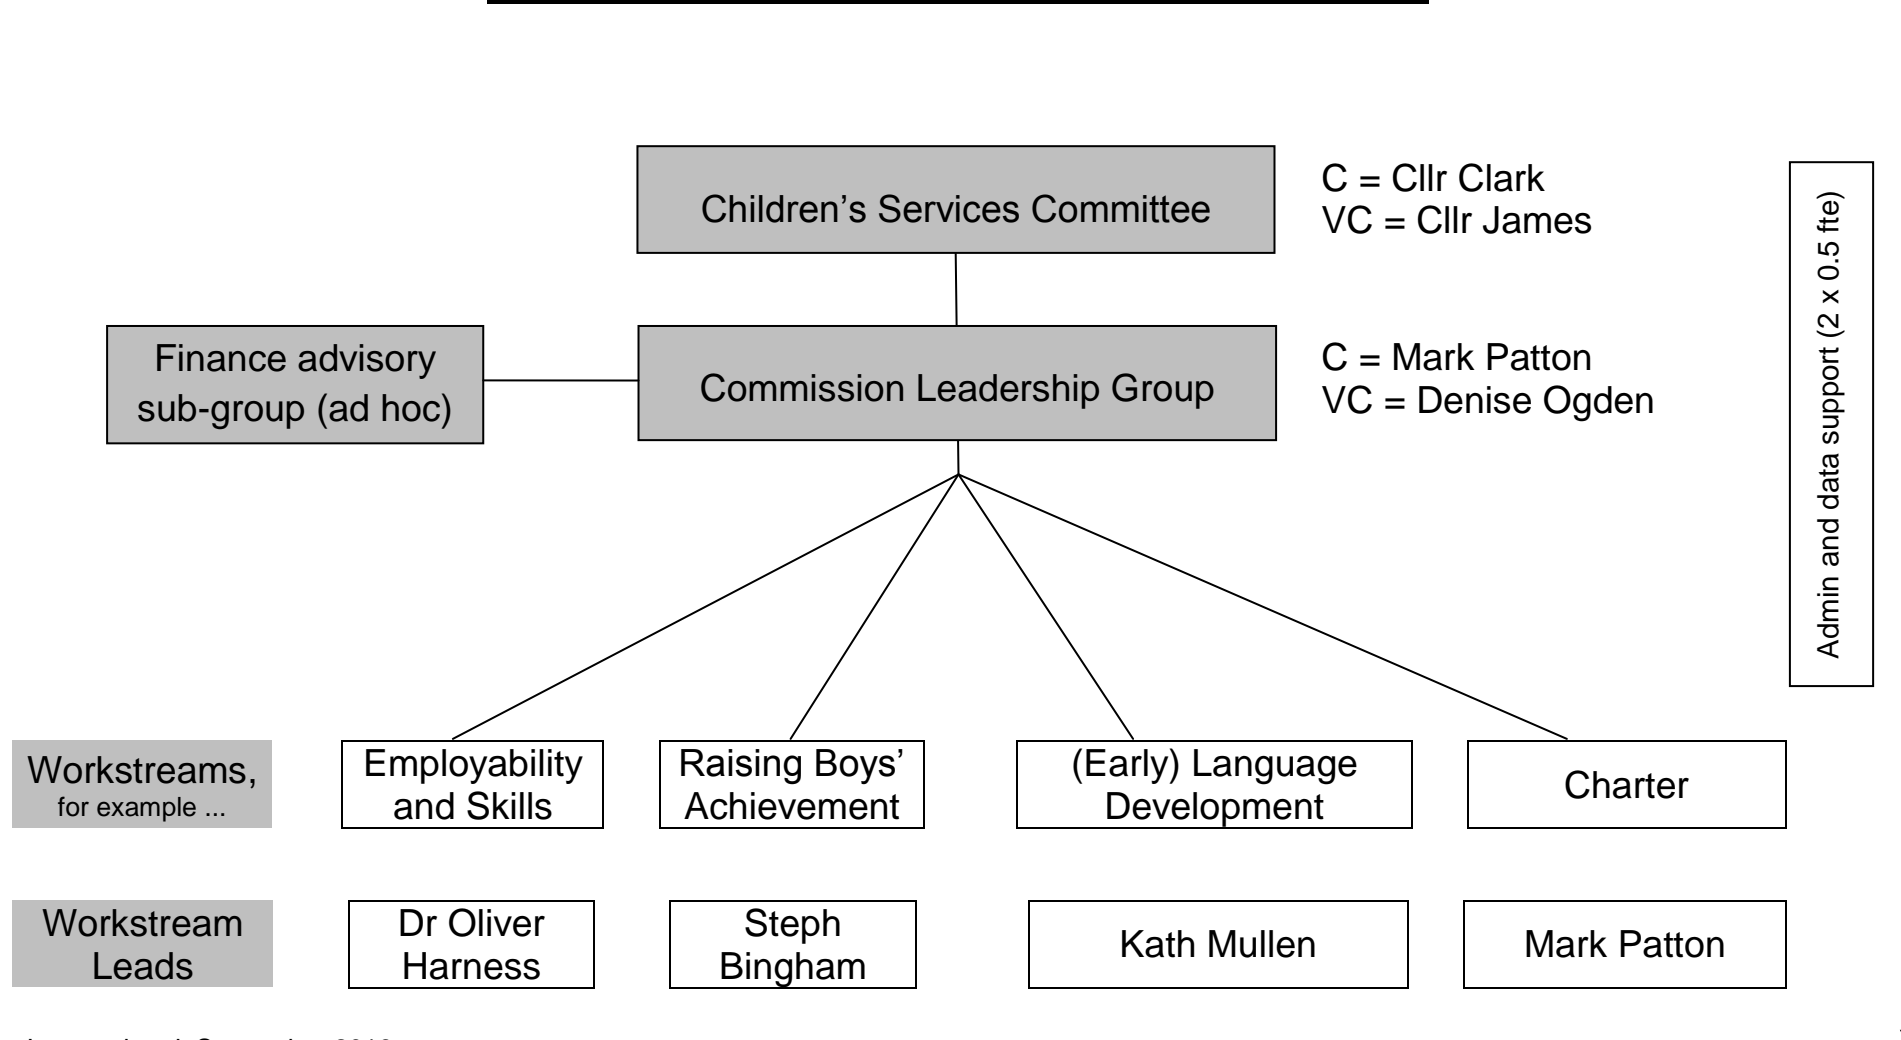 Children’s Services Committee
C = Cllr Clark
VC = Cllr James
Finance advisory
sub-group (ad hoc)
Commission Leadership Group
C = Mark Patton
VC = Denise Ogden
Admin and data support (2 x 0.5 fte)
Workstreams,
for example ...
Employability
and Skills
Raising Boys’
Achievement
(Early) Language
Development
Charter
Workstream
Leads
Dr Oliver
Harness
Steph
Bingham
Kath Mullen
Mark Patton